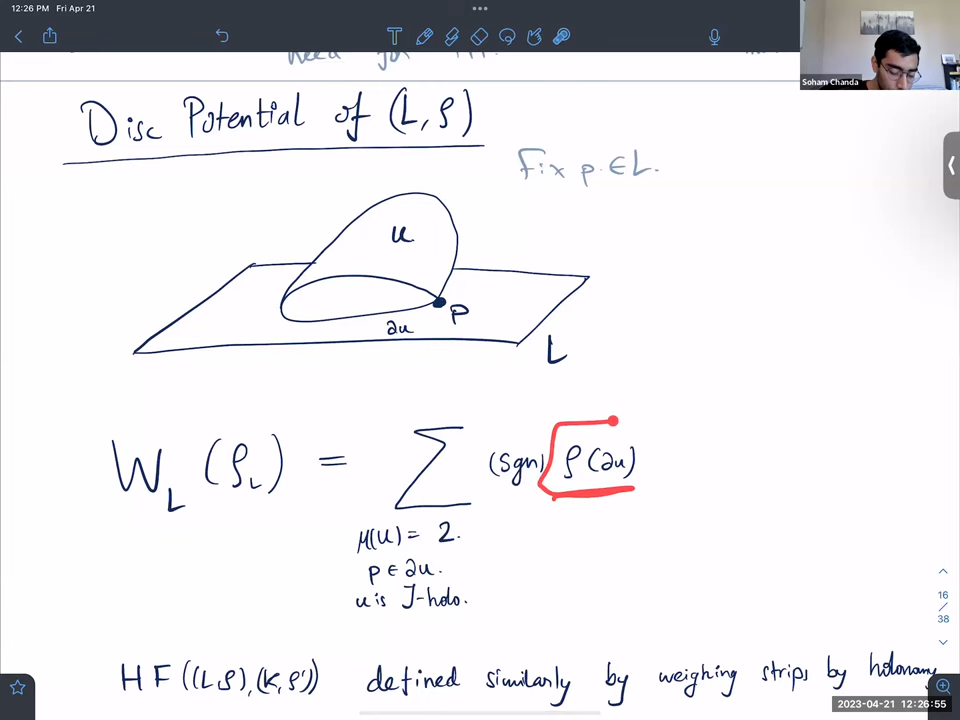 12:26 PM Fri Apr 21
Soham Chanda
Disc Potential of (L, ρ)
Fix p ∈ L.
u
p
∂u
L
W_L (ρ_L) = Σ (Sgn) ρ(∂u)
μ(u) = 2.
p ∈ ∂u.
u is J-holo.
16
/
38
HF((L,ρ),(K,ρ')) defined similarly by weighing strips by holonomy
2023-04-21 12:26:55